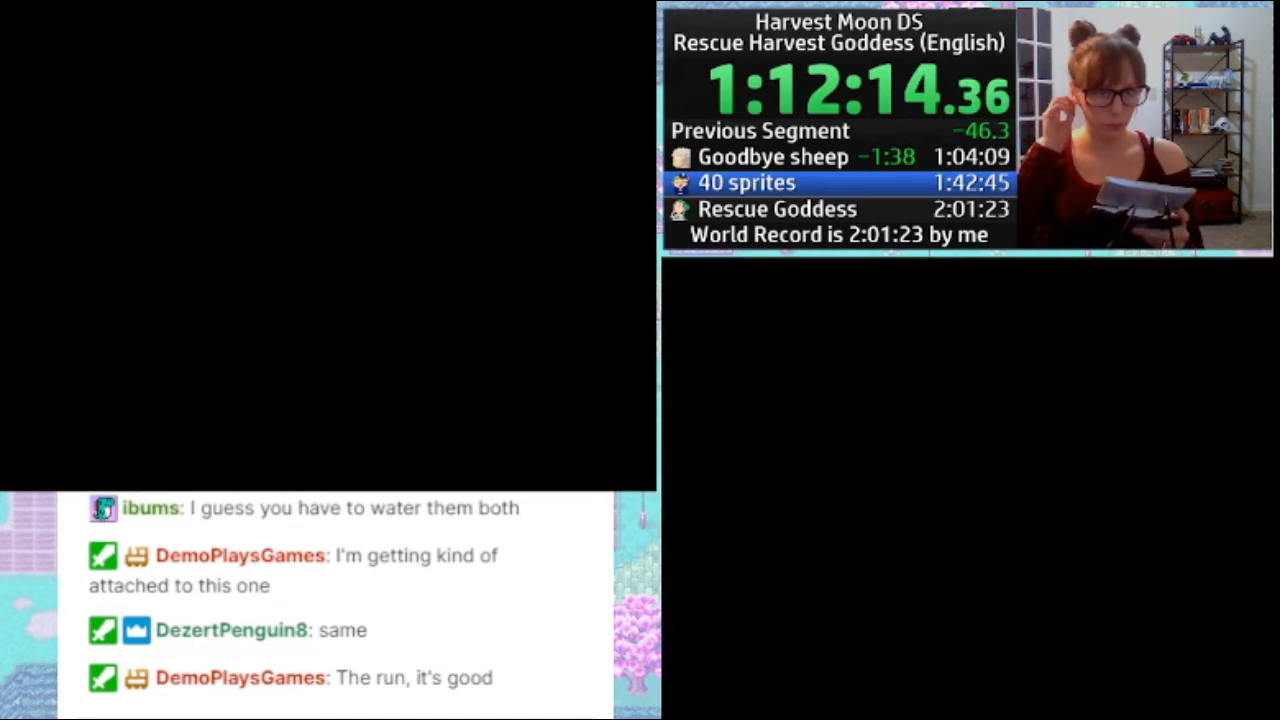 Harvest Moon DS
Rescue Harvest Goddess (English)
1:12:14.36
Previous Segment −46.3
Goodbye sheep −1:38 1:04:09
40 sprites 1:42:45
Rescue Goddess 2:01:23
World Record is 2:01:23 by me
ibums: I guess you have to water them both
DemoPlaysGames: I'm getting kind of
attached to this one
DezertPenguin8: same
DemoPlaysGames: The run, it's good